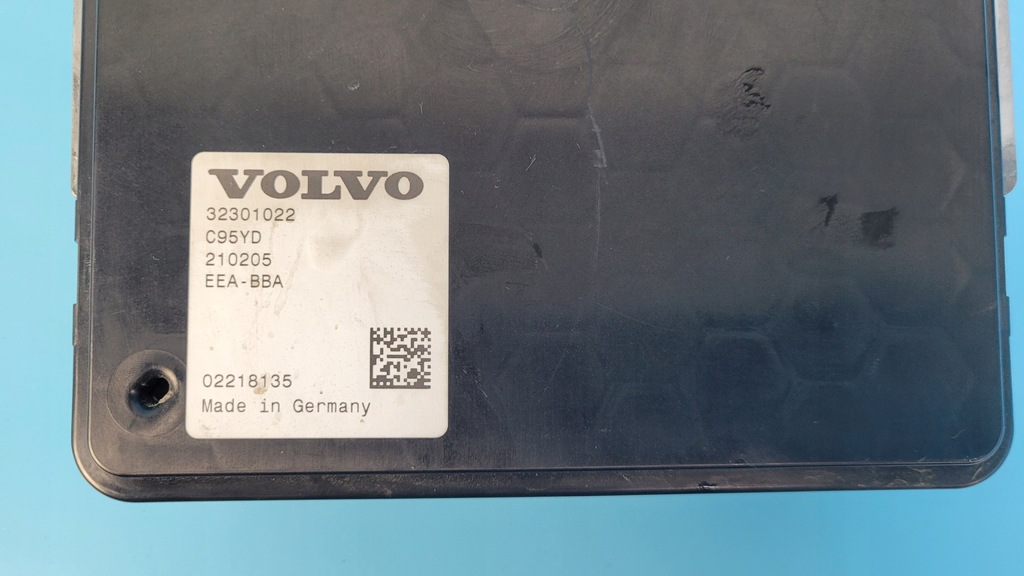 VOLVO
32301022
C95YD
210205
EEA-BBA
02218135
Made in Germany